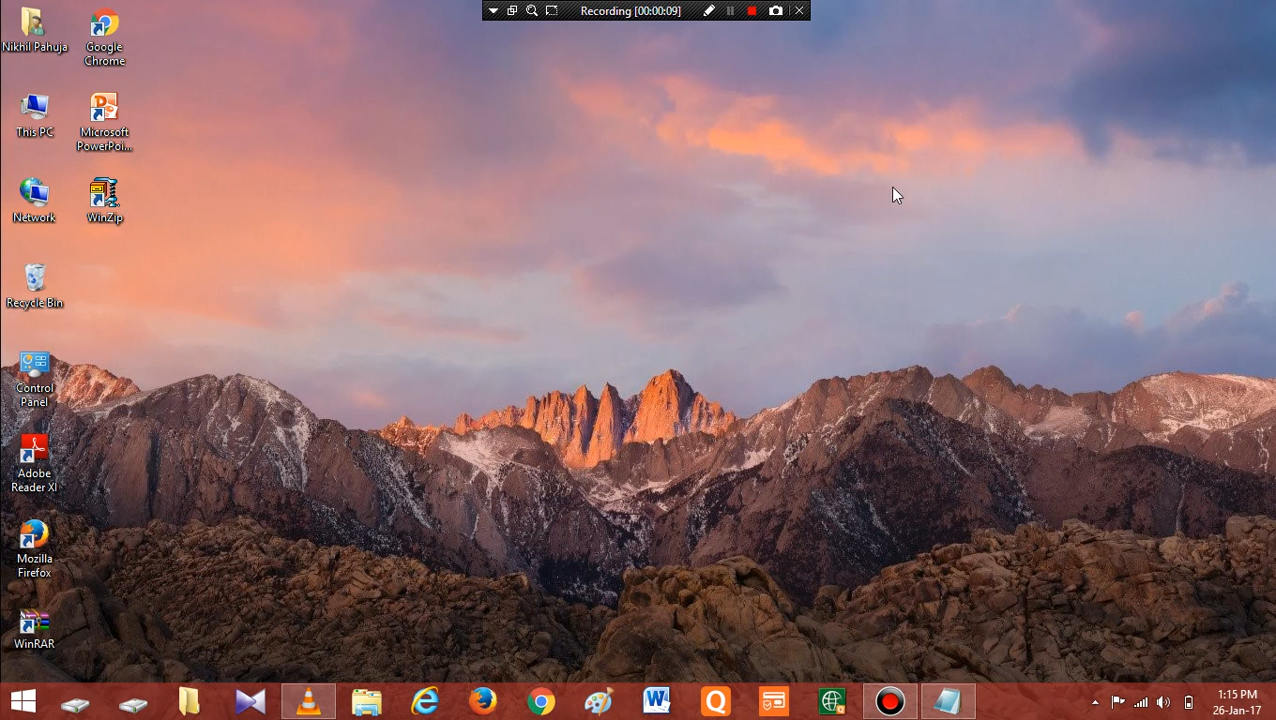 Recording [00:00:09]
Nikhil Pahuja
Google
Chrome
This PC
Microsoft
PowerPoi...
Network
WinZip
Recycle Bin
Control
Panel
Adobe
Reader XI
Mozilla
Firefox
WinRAR
1:15 PM
26-Jan-17